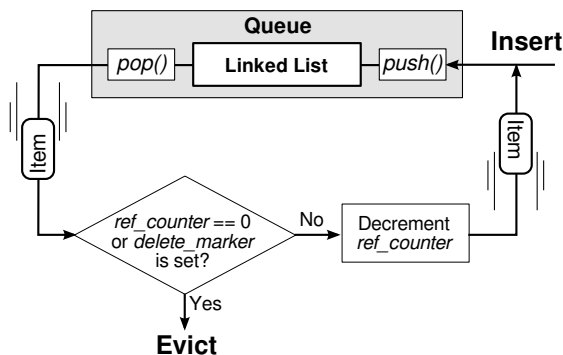 Queue
Insert
pop()
Linked List
push()
Item
Item
ref_counter == 0
or delete_marker
is set?
No
Decrement
ref_counter
Yes
Evict